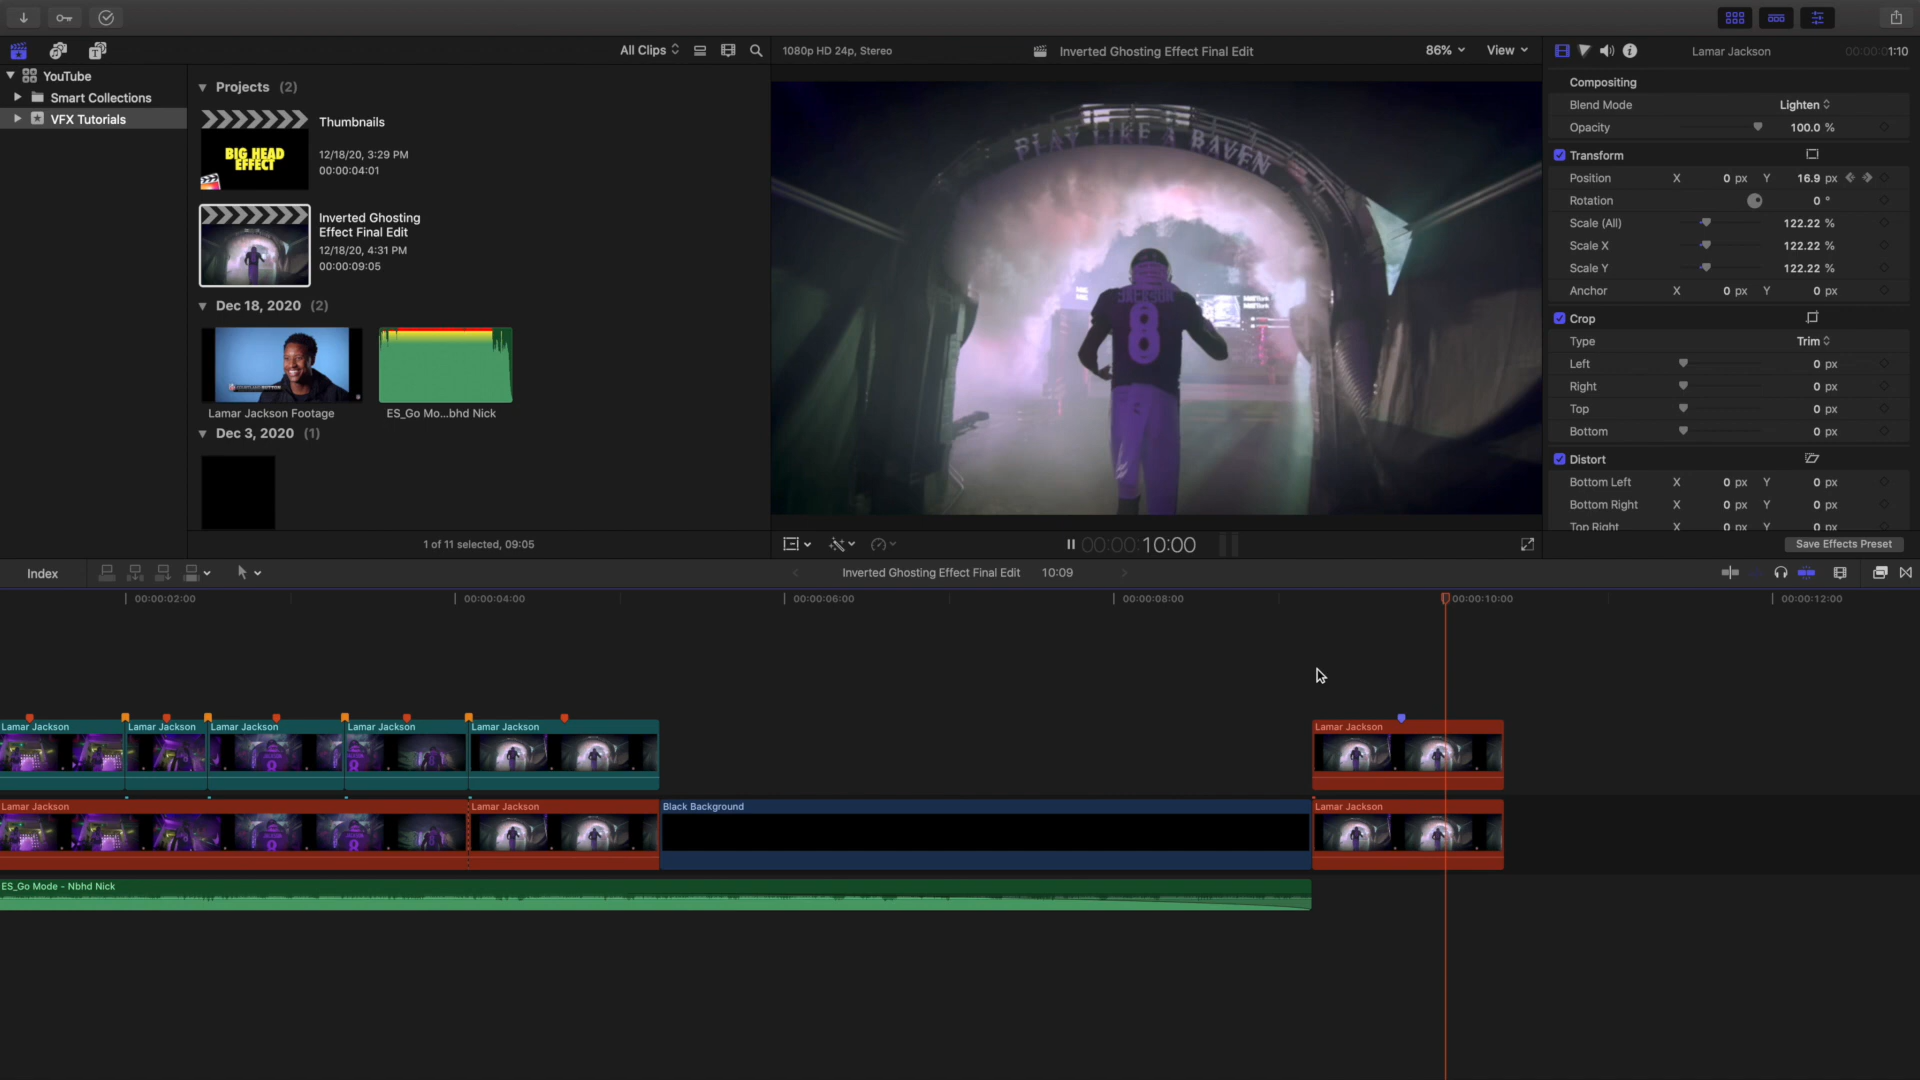 All Clips
1080p HD 24p, Stereo
Inverted Ghosting Effect Final Edit
86%
View
Lamar Jackson
00:00:01:10
YouTube
Smart Collections
VFX Tutorials
Projects (2)
Thumbnails
12/18/20, 3:29 PM
00:00:04:01
BIG HEAD
EFFECT
Inverted Ghosting
Effect Final Edit
12/18/20, 4:31 PM
00:00:09:05
Dec 18, 2020 (2)
Lamar Jackson Footage
ES_Go Mo...bhd Nick
Dec 3, 2020 (1)
1 of 11 selected, 09:05
PLAY LIKE A RAVEN
JACKSON
8
00:00:10:00
Compositing
Blend Mode Lighten
Opacity 100.0 %
Transform
Position X 0 px Y 16.9 px
Rotation 0 °
Scale (All) 122.22 %
Scale X 122.22 %
Scale Y 122.22 %
Anchor X 0 px Y 0 px
Crop
Type Trim
Left 0 px
Right 0 px
Top 0 px
Bottom 0 px
Distort
Bottom Left X 0 px Y 0 px
Bottom Right X 0 px Y 0 px
Top Right X 0 px Y 0 px
Save Effects Preset
Index
Inverted Ghosting Effect Final Edit 10:09
00:00:02:00 00:00:04:00 00:00:06:00 00:00:08:00 00:00:10:00 00:00:12:00
Lamar Jackson Lamar Jackson Lamar Jackson Lamar Jackson Lamar Jackson Lamar Jackson
Lamar Jackson Lamar Jackson Black Background Lamar Jackson
ES_Go Mode - Nbhd Nick